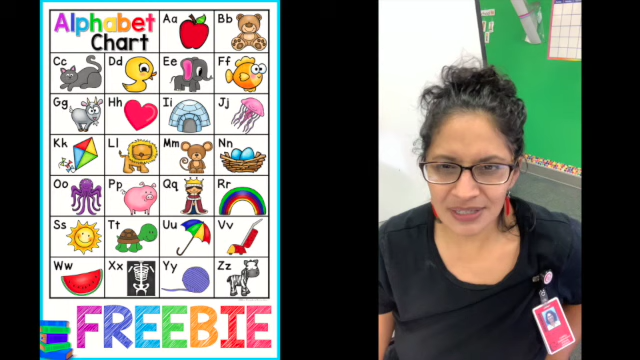 Alphabet
Chart
Aa
Bb
Cc
Dd
Ee
Ff
Gg
Hh
Ii
Jj
Kk
Ll
Mm
Nn
Oo
Pp
Qq
Rr
Ss
Tt
Uu
Vv
Ww
Xx
Yy
Zz
FREEBIE